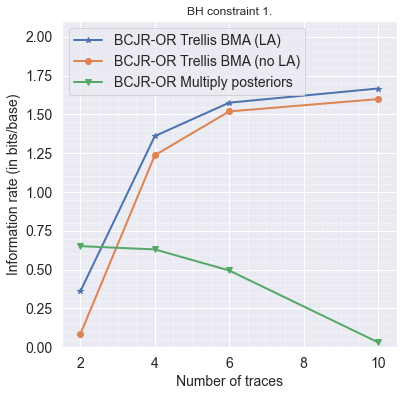 BH constraint 1.
BCJR-OR Trellis BMA (LA)
BCJR-OR Trellis BMA (no LA)
BCJR-OR Multiply posteriors
Information rate (in bits/base)
2.00
1.75
1.50
1.25
1.00
0.75
0.50
0.25
0.00
2 4 6 8 10
Number of traces